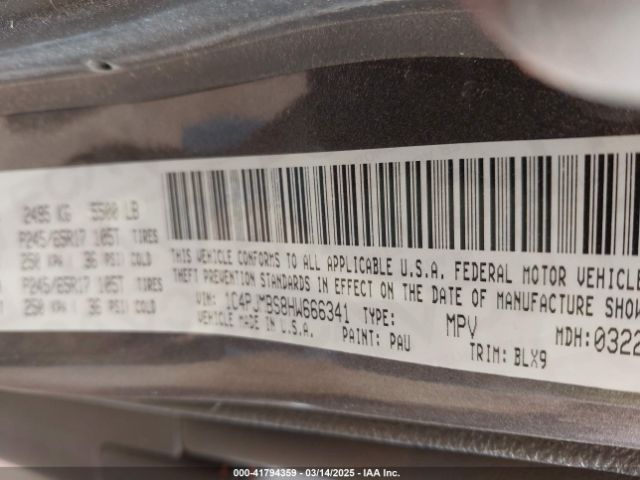 2495 KG 5500 LB
P245/65R17 105T TIRES
250 KPA/ 36 PSI/ COLD
P245/65R17 105T TIRES
250 KPA/ 36 PSI/ COLD
THIS VEHICLE CONFORMS TO ALL APPLICABLE U.S.A. FEDERAL MOTOR VEHICLE
THEFT PREVENTION STANDARDS IN EFFECT ON THE DATE OF MANUFACTURE SHOW
VIN: 1C4PJMBS8HW666341 TYPE: MPV MDH:0322
VEHICLE MADE IN U.S.A. PAINT: PAU TRIM: BLX9
000-41794359 - 03/14/2025 - IAA Inc.